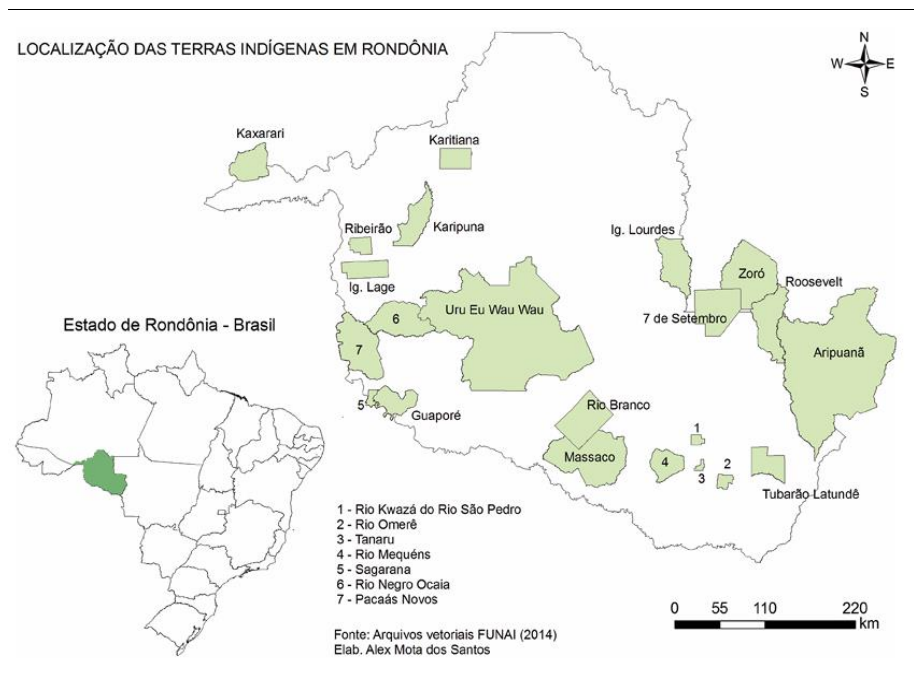 LOCALIZAÇÃO DAS TERRAS INDÍGENAS EM RONDÔNIA
N
W E
S
Kaxarari
Karitiana
Ribeirão
Karipuna
Ig. Lourdes
Ig. Lage
Zoró
Roosevelt
Uru Eu Wau Wau
6
7 de Setembro
7
Aripuanã
5
Guaporé
Rio Branco
1
Massaco
4
3
2
Tubarão Latundê
Estado de Rondônia - Brasil
1 - Rio Kwazá do Rio São Pedro
2 - Rio Omerê
3 - Tanaru
4 - Rio Mequéns
5 - Sagarana
6 - Rio Negro Ocaia
7 - Pacaás Novos
Fonte: Arquivos vetoriais FUNAI (2014)
Elab. Alex Mota dos Santos
0 55 110 220
km